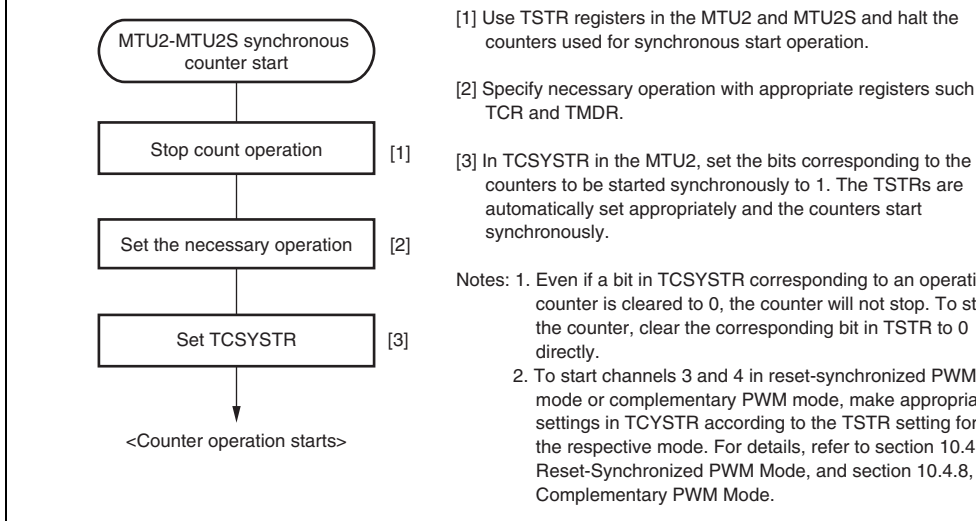 MTU2-MTU2S synchronous
counter start
Stop count operation
[1]
Set the necessary operation
[2]
Set TCSYSTR
[3]
<Counter operation starts>
[1] Use TSTR registers in the MTU2 and MTU2S and halt the
counters used for synchronous start operation.
[2] Specify necessary operation with appropriate registers such
TCR and TMDR.
[3] In TCSYSTR in the MTU2, set the bits corresponding to the
counters to be started synchronously to 1. The TSTRs are
automatically set appropriately and the counters start
synchronously.
Notes: 1. Even if a bit in TCSYSTR corresponding to an operati
counter is cleared to 0, the counter will not stop. To st
the counter, clear the corresponding bit in TSTR to 0
directly.
2. To start channels 3 and 4 in reset-synchronized PWM
mode or complementary PWM mode, make appropria
settings in TCYSTR according to the TSTR setting for
the respective mode. For details, refer to section 10.4
Reset-Synchronized PWM Mode, and section 10.4.8,
Complementary PWM Mode.